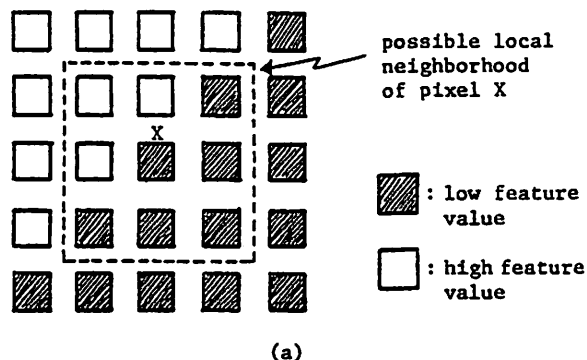 possible local
neighborhood
of pixel X
X
: low feature
value
: high feature
value
(a)